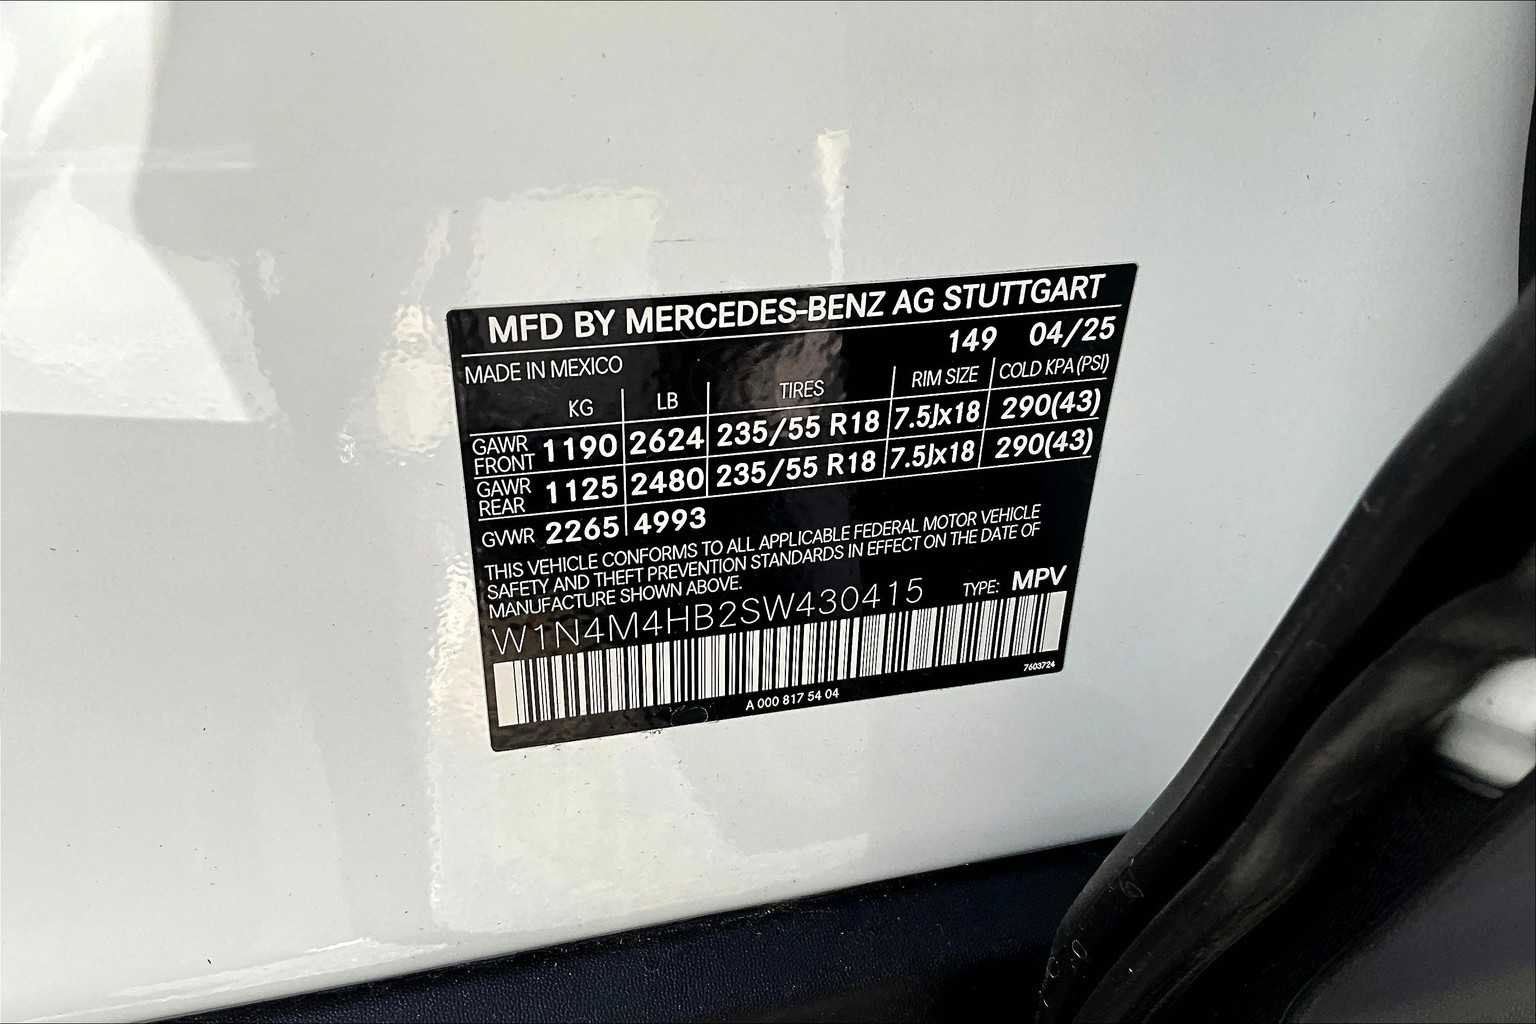 MFD BY MERCEDES-BENZ AG STUTTGART
149 04/25
MADE IN MEXICO
KG LB TIRES RIM SIZE COLD KPA (PSI)
GAWR FRONT 1190 2624 235/55 R18 7.5Jx18 290(43)
GAWR REAR 1125 2480 235/55 R18 7.5Jx18 290(43)
GVWR 2265 4993
THIS VEHICLE CONFORMS TO ALL APPLICABLE FEDERAL MOTOR VEHICLE
SAFETY AND THEFT PREVENTION STANDARDS IN EFFECT ON THE DATE OF
MANUFACTURE SHOWN ABOVE.
W1N4M4HB2SW430415 TYPE: MPV
7603724
A 000 817 54 04